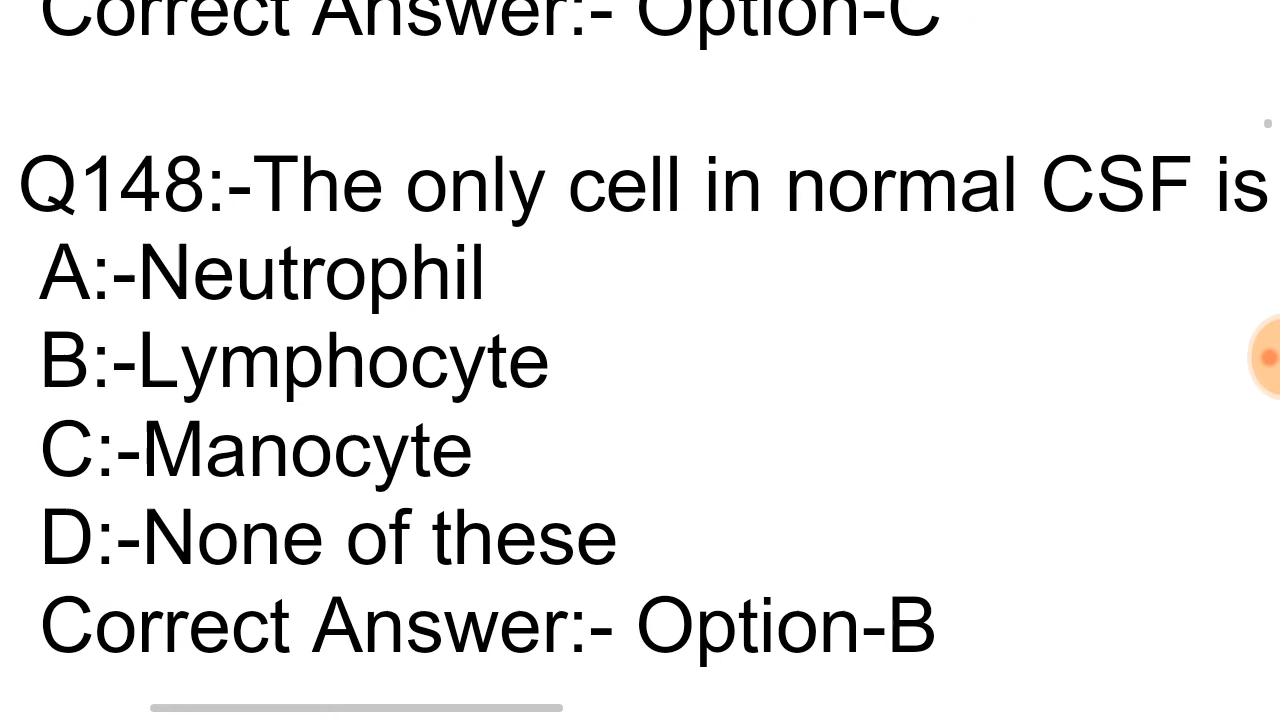 Correct Answer:- Option-C
Q148:-The only cell in normal CSF is
A:-Neutrophil
B:-Lymphocyte
C:-Manocyte
D:-None of these
Correct Answer:- Option-B